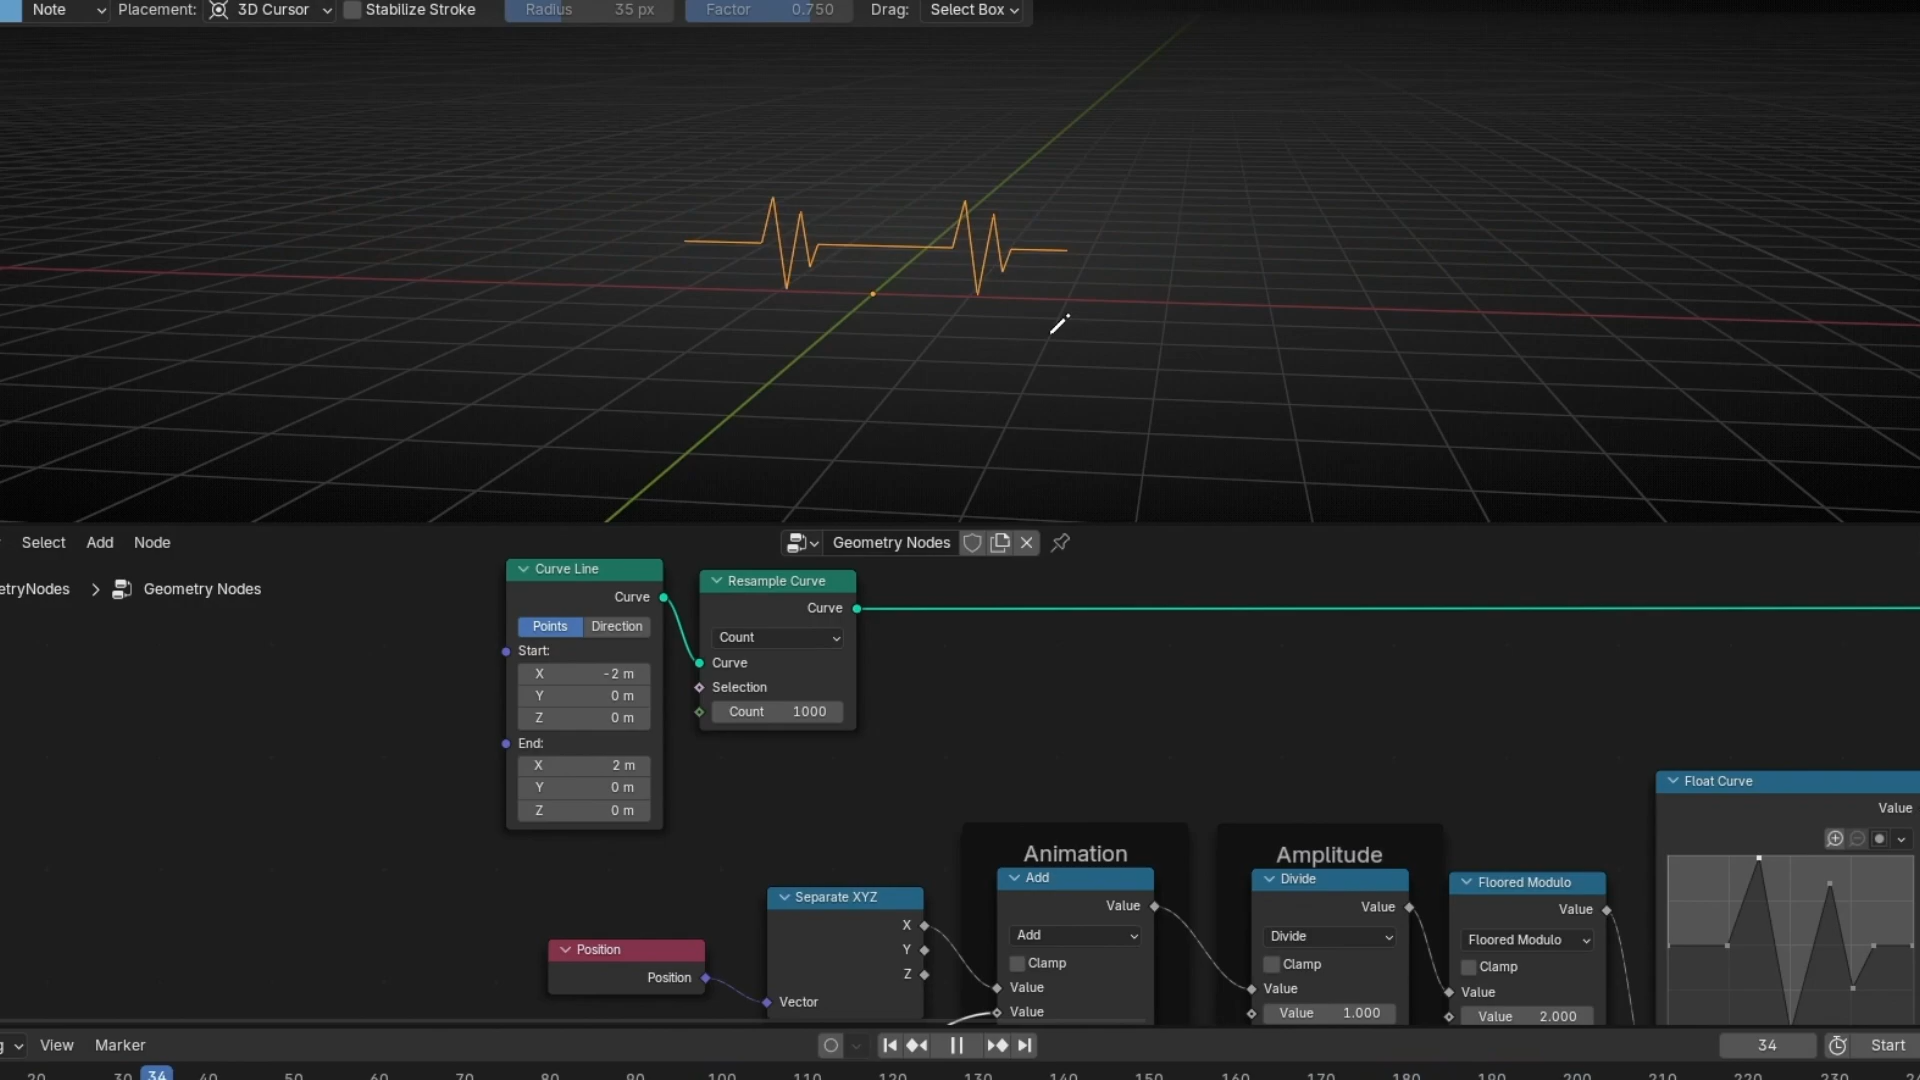 Note Placement: 3D Cursor Stabilize Stroke Radius 35 px Factor 0.750 Drag: Select Box
Select Add Node Geometry Nodes
etryNodes > Geometry Nodes
Curve Line
Curve
Points Direction
Start:
X -2 m
Y 0 m
Z 0 m
End:
X 2 m
Y 0 m
Z 0 m
Resample Curve
Curve
Count
Curve
Selection
Count 1000
Position
Position
Separate XYZ
X
Y
Z
Vector
Animation
Add
Value
Add
Clamp
Value
Value
Amplitude
Divide
Value
Divide
Clamp
Value
Value 1.000
Floored Modulo
Value
Floored Modulo
Clamp
Value
Value 2.000
Float Curve
Value
g View Marker 34 Start
20 30 34 40 50 60 70 80 90 100 110 120 130 140 150 160 170 180 190 200 210 220 230